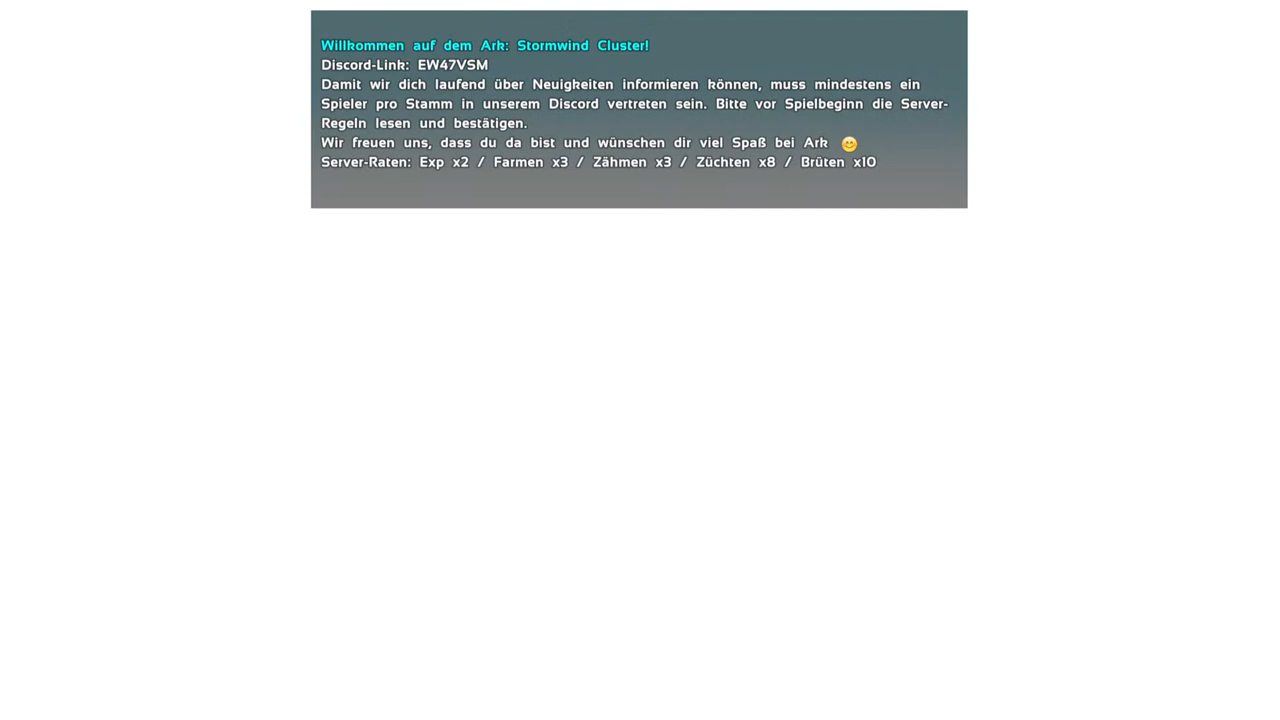 Willkommen auf dem Ark: Stormwind Cluster!
Discord-Link: EW47VSM
Damit wir dich laufend über Neuigkeiten informieren können, muss mindestens ein
Spieler pro Stamm in unserem Discord vertreten sein. Bitte vor Spielbeginn die Server-
Regeln lesen und bestätigen.
Wir freuen uns, dass du da bist und wünschen dir viel Spaß bei Ark 😊
Server-Raten: Exp x2 / Farmen x3 / Zähmen x3 / Züchten x8 / Brüten x10